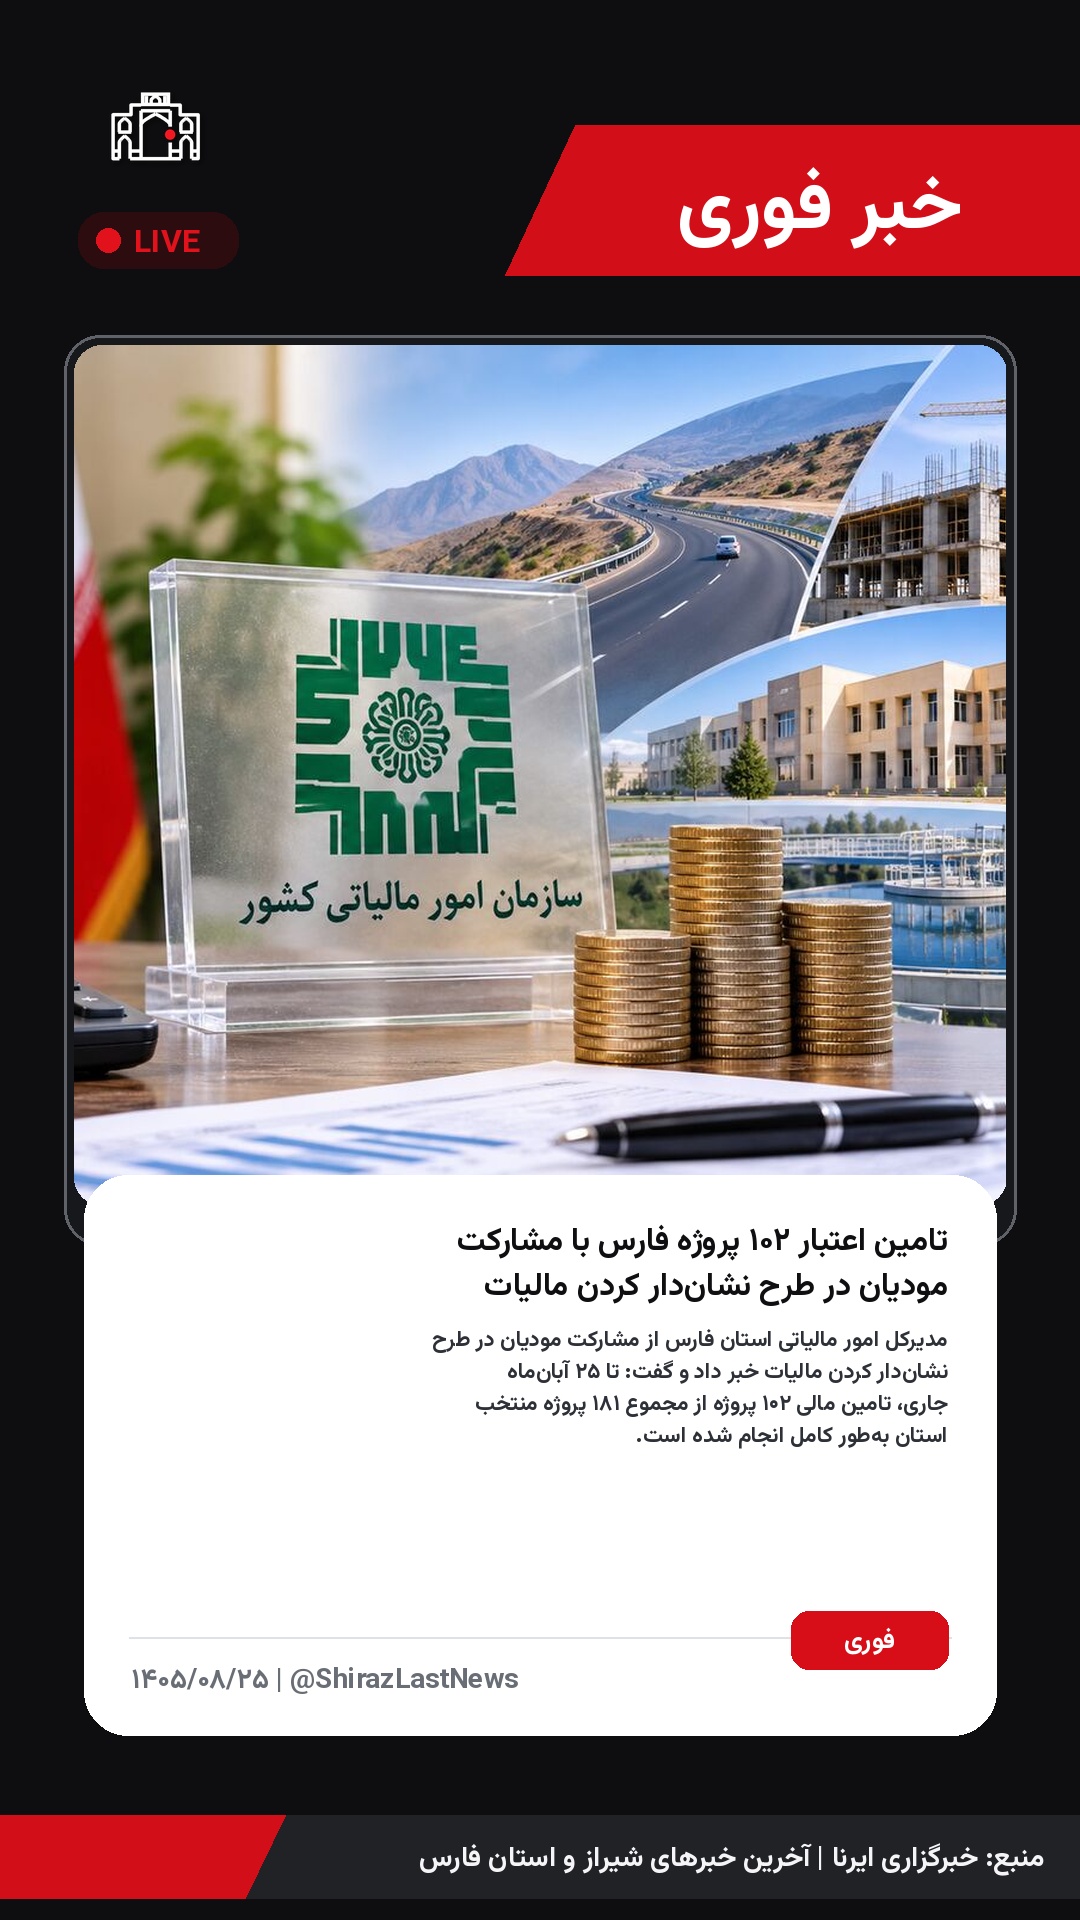 خبر فوری
LIVE
سازمان امور مالیاتی کشور
تامین اعتبار ۱۰۲ پروژه فارس با مشارکت
مودیان در طرح نشان‌دار کردن مالیات
مدیرکل امور مالیاتی استان فارس از مشارکت مودیان در طرح
نشان‌دار کردن مالیات خبر داد و گفت: تا ۲۵ آبان‌ماه
جاری، تامین مالی ۱۰۲ پروژه از مجموع ۱۸۱ پروژه منتخب
استان به‌طور کامل انجام شده است.
فوری
۱۴۰۵/۰۸/۲۵ | @ShirazLastNews
منبع: خبرگزاری ایرنا | آخرین خبرهای شیراز و استان فارس